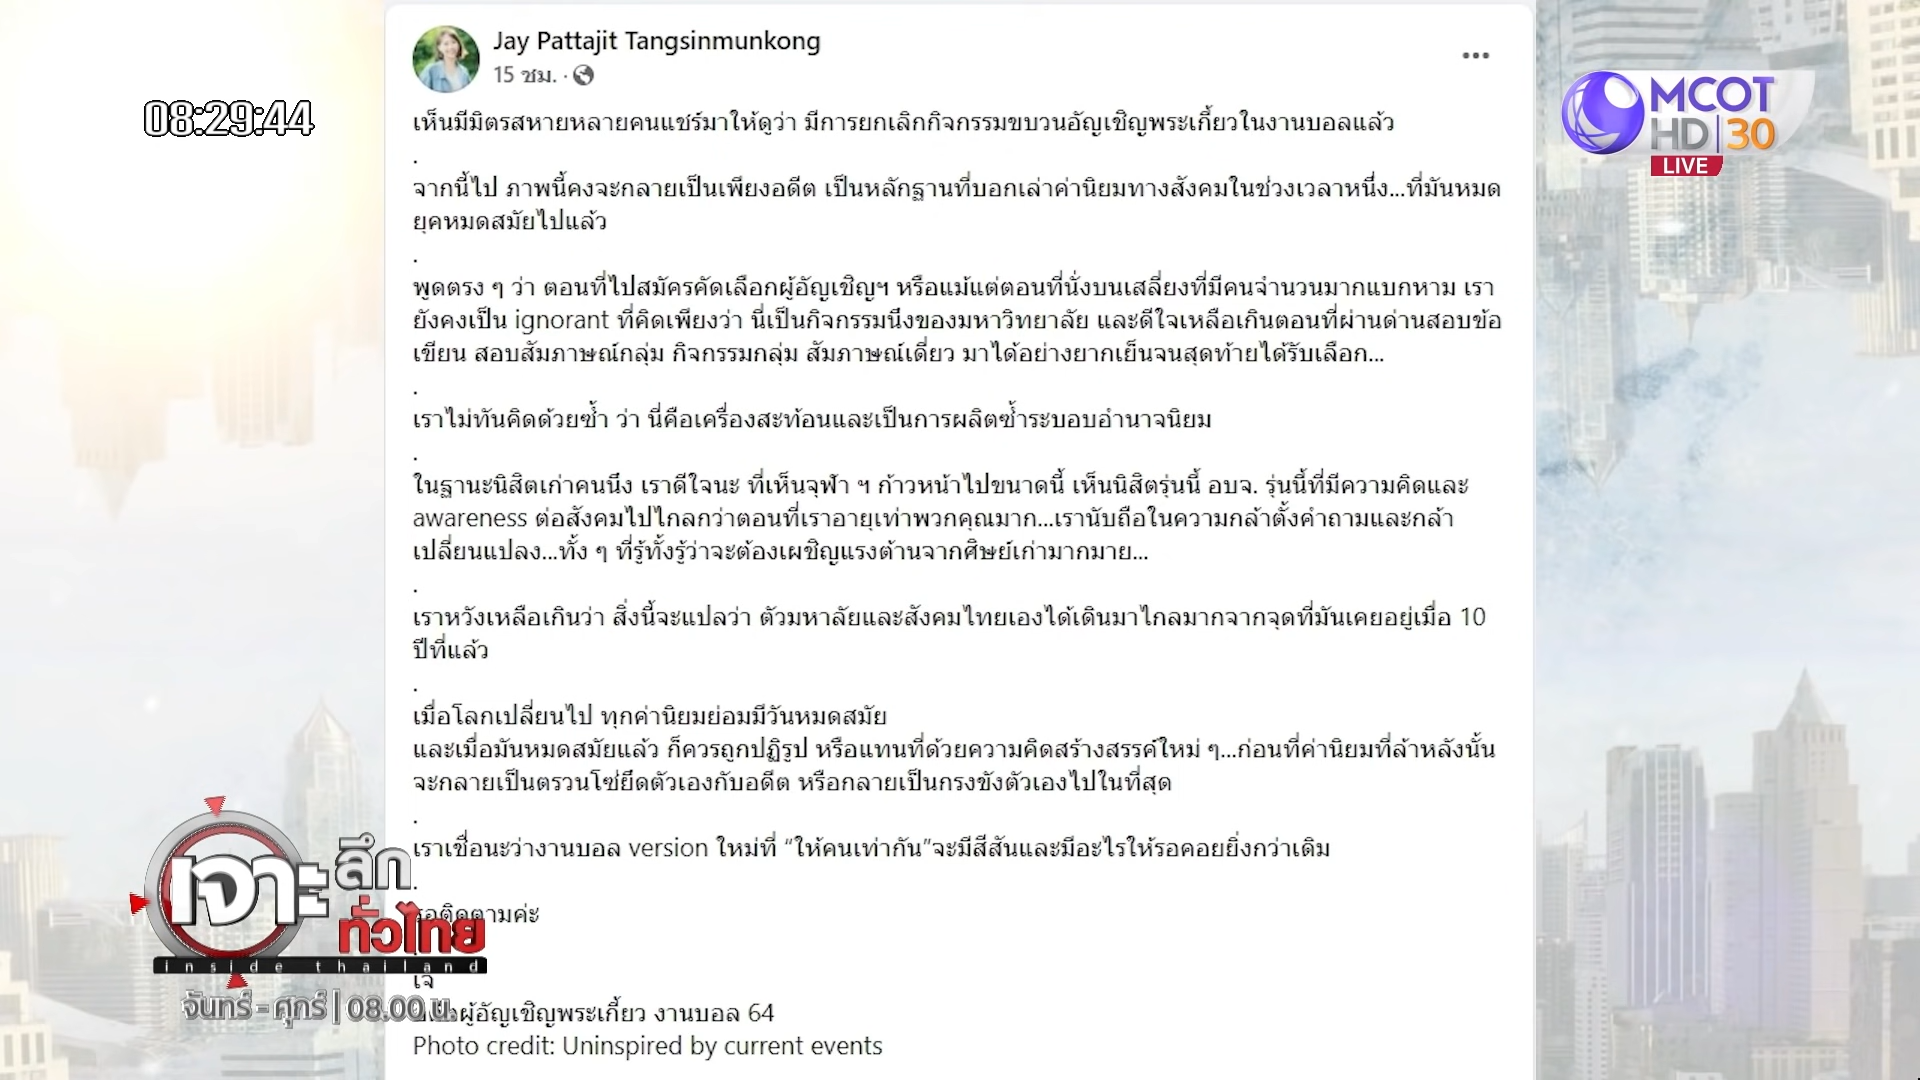 Jay Pattajit Tangsinmunkong
15 ชม. ·
08:29:44
MCOT
HD 30
LIVE
เห็นมีมิตรสหายหลายคนแชร์มาให้ดูว่า มีการยกเลิกกิจกรรมขบวนอัญเชิญพระเกี้ยวในงานบอลแล้ว
.
จากนี้ไป ภาพนี้คงจะกลายเป็นเพียงอดีต เป็นหลักฐานที่บอกเล่าค่านิยมทางสังคมในช่วงเวลาหนึ่ง...ที่มันหมด
ยุคหมดสมัยไปแล้ว
.
พูดตรง ๆ ว่า ตอนที่ไปสมัครคัดเลือกผู้อัญเชิญฯ หรือแม้แต่ตอนที่นั่งบนเสลี่ยงที่มีคนจำนวนมากแบกหาม เรา
ยังคงเป็น ignorant ที่คิดเพียงว่า นี่เป็นกิจกรรมนึงของมหาวิทยาลัย และดีใจเหลือเกินตอนที่ผ่านด่านสอบข้อ
เขียน สอบสัมภาษณ์กลุ่ม กิจกรรมกลุ่ม สัมภาษณ์เดี่ยว มาได้อย่างยากเย็นจนสุดท้ายได้รับเลือก...
.
เราไม่ทันคิดด้วยซ้ำ ว่า นี่คือเครื่องสะท้อนและเป็นการผลิตซ้ำระบอบอำนาจนิยม
.
ในฐานะนิสิตเก่าคนนึง เราดีใจนะ ที่เห็นจุฬา ฯ ก้าวหน้าไปขนาดนี้ เห็นนิสิตรุ่นนี้ อบจ. รุ่นนี้ที่มีความคิดและ
awareness ต่อสังคมไปไกลกว่าตอนที่เราอายุเท่าพวกคุณมาก...เรานับถือในความกล้าตั้งคำถามและกล้า
เปลี่ยนแปลง...ทั้ง ๆ ที่รู้ทั้งรู้ว่าจะต้องเผชิญแรงต้านจากศิษย์เก่ามากมาย...
.
เราหวังเหลือเกินว่า สิ่งนี้จะแปลว่า ตัวมหาลัยและสังคมไทยเองได้เดินมาไกลมากจากจุดที่มันเคยอยู่เมื่อ 10
ปีที่แล้ว
.
เมื่อโลกเปลี่ยนไป ทุกค่านิยมย่อมมีวันหมดสมัย
และเมื่อมันหมดสมัยแล้ว ก็ควรถูกปฏิรูป หรือแทนที่ด้วยความคิดสร้างสรรค์ใหม่ ๆ...ก่อนที่ค่านิยมที่ล้าหลังนั้น
จะกลายเป็นตรวนโซ่ยึดตัวเองกับอดีต หรือกลายเป็นกรงขังตัวเองไปในที่สุด
.
เราเชื่อนะว่างานบอล version ใหม่ที่ “ให้คนเท่ากัน”จะมีสีสันและมีอะไรให้รอคอยยิ่งกว่าเดิม
.
รอติดตามค่ะ
เจ
ผู้อัญเชิญพระเกี้ยว งานบอล 64
Photo credit: Uninspired by current events
เจาะลึก
ทั่วไทย
inside thailand
จันทร์ - ศุกร์ | 08.00 น.